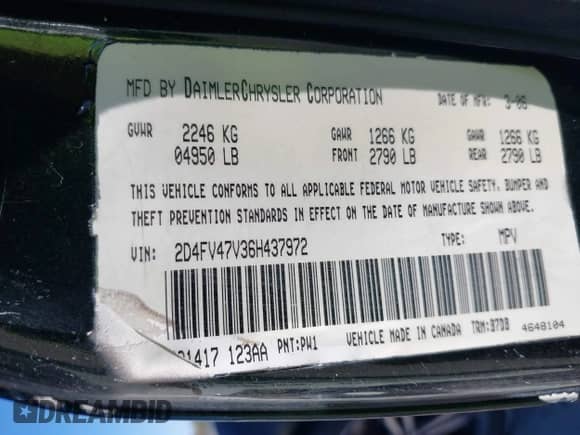 MFD BY DAIMLERCHRYSLER CORPORATION DATE OF MFR: 3-06
GVWR 2246 KG GAWR 1266 KG GAWR 1266 KG
04950 LB FRONT 2790 LB REAR 2790 LB
THIS VEHICLE CONFORMS TO ALL APPLICABLE FEDERAL MOTOR VEHICLE SAFETY, BUMPER AND
THEFT PREVENTION STANDARDS IN EFFECT ON THE DATE OF MANUFACTURE SHOWN ABOVE.
VIN: 2D4FV47V36H437972 TYPE: MPV
1417 123AA PNT:PW1 VEHICLE MADE IN CANADA TRM:B7DB 4648104
DREAMBID